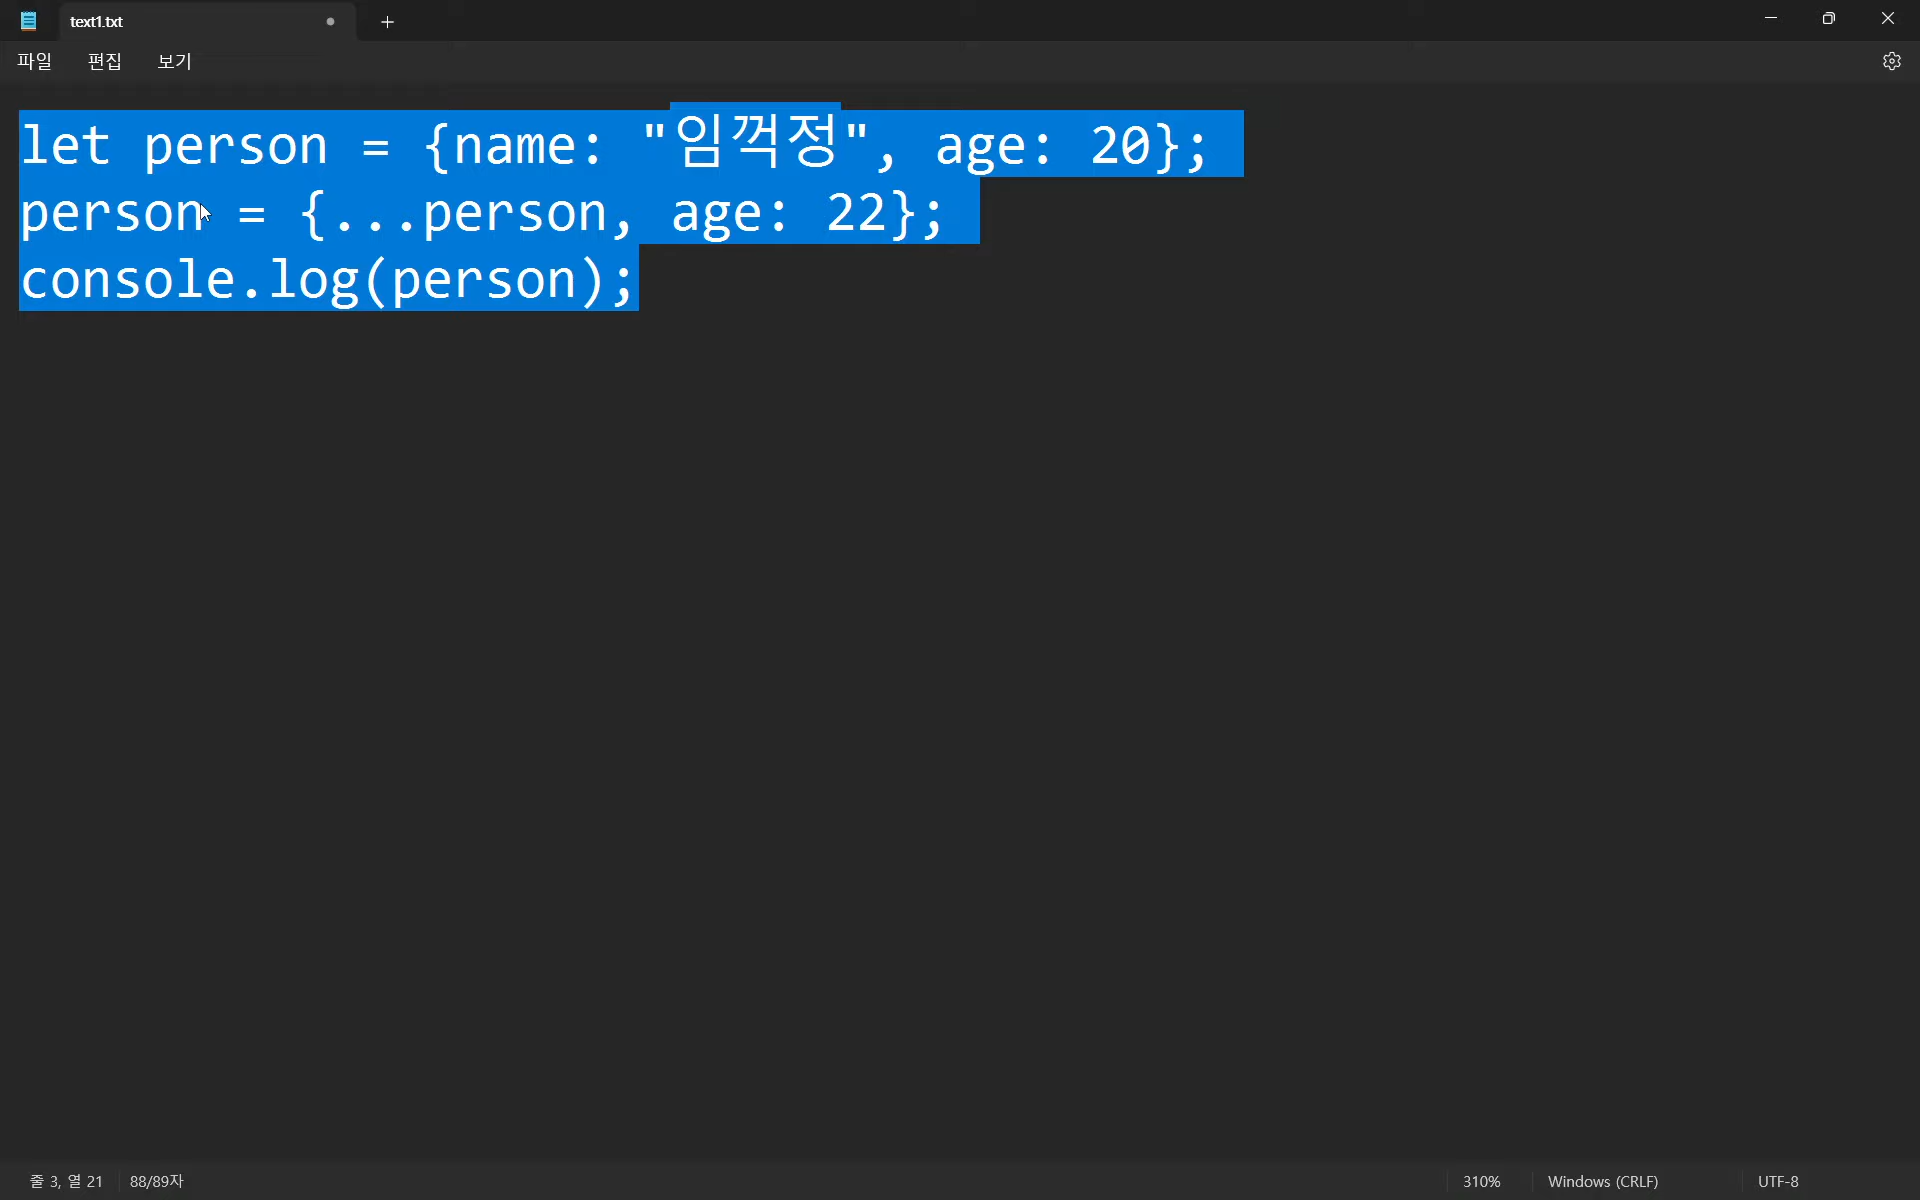 text1.txt
파일 편집 보기
let person = {name: "임꺽정", age: 20};
person = {...person, age: 22};
console.log(person);
줄 3, 열 21 88/89자 310% Windows (CRLF) UTF-8